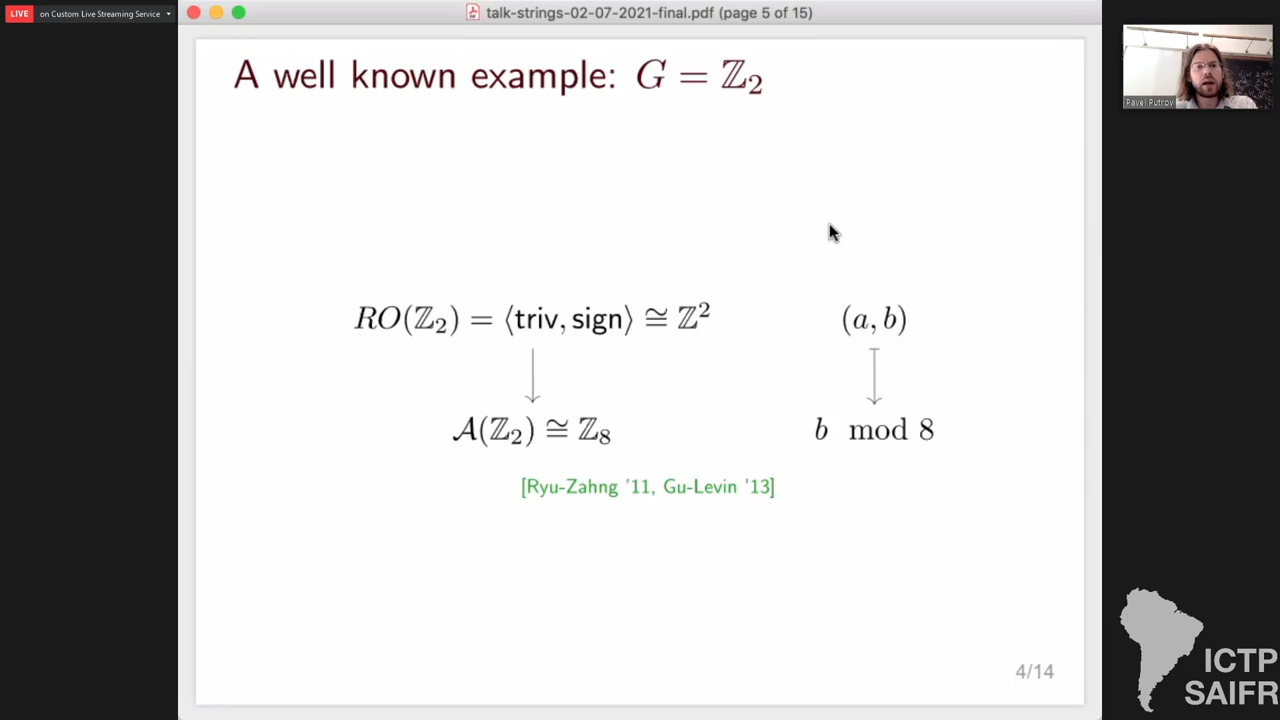 LIVE on Custom Live Streaming Service
talk-strings-02-07-2021-final.pdf (page 5 of 15)
A well known example: G = ℤ₂
RO(ℤ₂) = ⟨triv, sign⟩ ≅ ℤ² (a, b)
𝒜(ℤ₂) ≅ ℤ₈ b mod 8
[Ryu-Zahng '11, Gu-Levin '13]
4/14
Pavel Putrov
ICTP
SAIFR